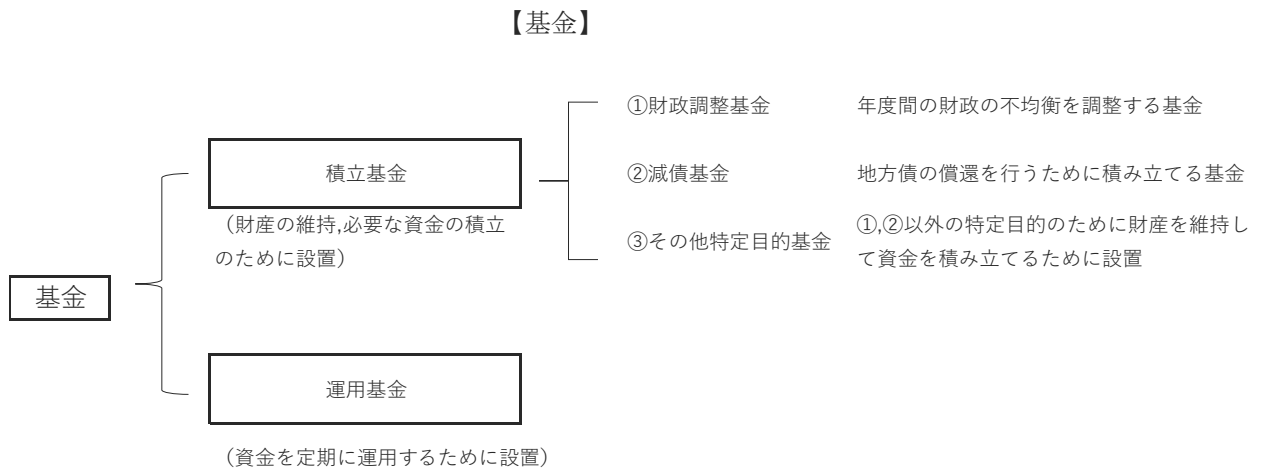 【基金】
①財政調整基金 年度間の財政の不均衡を調整する基金
積立基金
②減債基金 地方債の償還を行うために積み立てる基金
（財産の維持,必要な資金の積立
のために設置）
③その他特定目的基金
①,②以外の特定目的のために財産を維持し
て資金を積み立てるために設置
基金
運用基金
（資金を定期に運用するために設置）